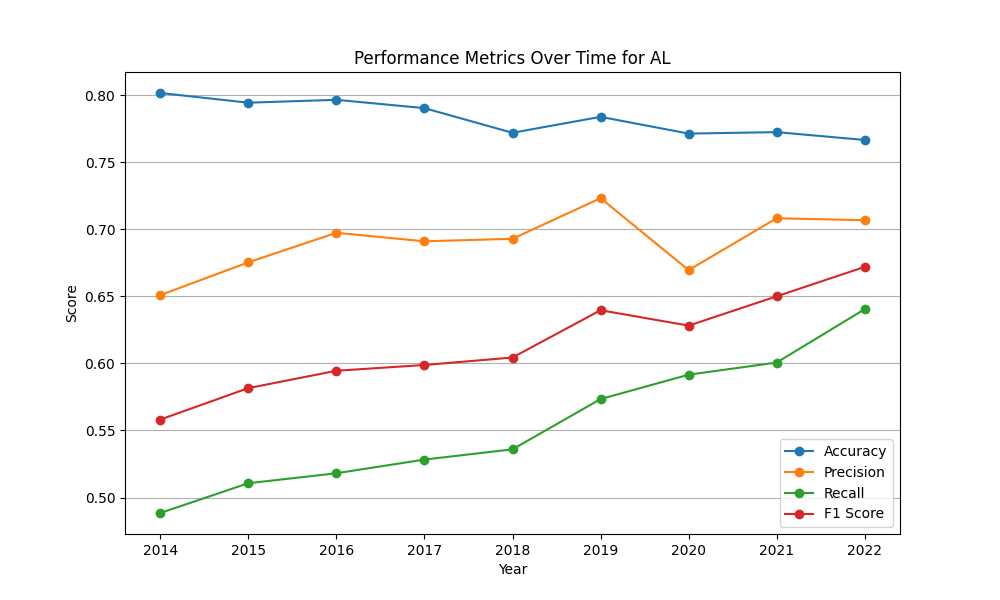 Performance Metrics Over Time for AL
Score
0.80
0.75
0.70
0.65
0.60
0.55
0.50
Accuracy
Precision
Recall
F1 Score
2014 2015 2016 2017 2018 2019 2020 2021 2022
Year